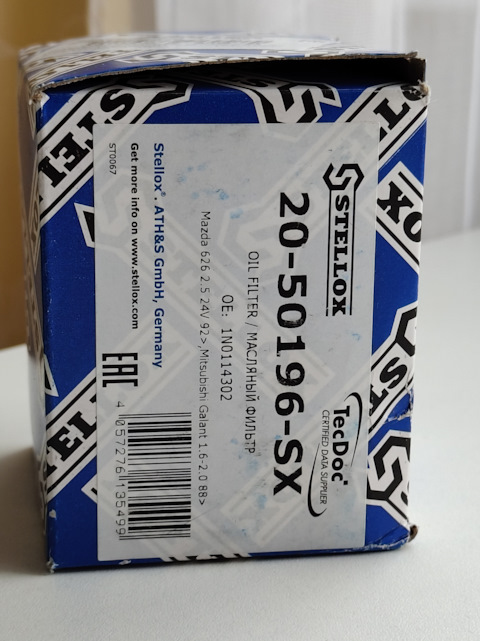 STELLOX
TecDoc
CERTIFIED DATA SUPPLIER
20-50196-SX
OIL FILTER / МАСЛЯНЫЙ ФИЛЬТР
OE: 1N0114302
Mazda 626 2.5 24V 92>,Mitsubishi Galant 1.6-2.0 88>
Stellox®. ATH&S GmbH, Germany
Get more info on www.stellox.com
ST0067
EAC
4 057276 135499